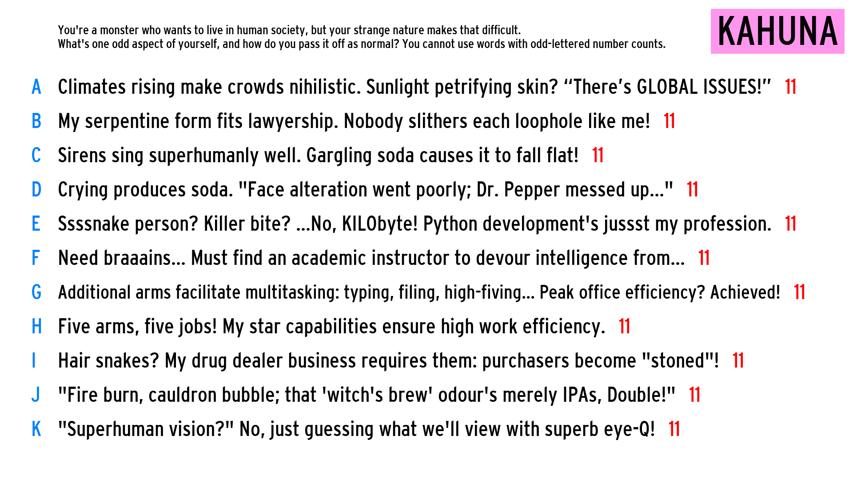 You're a monster who wants to live in human society, but your strange nature makes that difficult.
What's one odd aspect of yourself, and how do you pass it off as normal? You cannot use words with odd-lettered number counts.
KAHUNA
A Climates rising make crowds nihilistic. Sunlight petrifying skin? “There’s GLOBAL ISSUES!” 11
B My serpentine form fits lawyership. Nobody slithers each loophole like me! 11
C Sirens sing superhumanly well. Gargling soda causes it to fall flat! 11
D Crying produces soda. "Face alteration went poorly; Dr. Pepper messed up..." 11
E Ssssnake person? Killer bite? ...No, KILObyte! Python development's jussst my profession. 11
F Need braaains... Must find an academic instructor to devour intelligence from... 11
G Additional arms facilitate multitasking: typing, filing, high-fiving... Peak office efficiency? Achieved! 11
H Five arms, five jobs! My star capabilities ensure high work efficiency. 11
I Hair snakes? My drug dealer business requires them: purchasers become "stoned"! 11
J "Fire burn, cauldron bubble; that 'witch's brew' odour's merely IPAs, Double!" 11
K "Superhuman vision?" No, just guessing what we'll view with superb eye-Q! 11